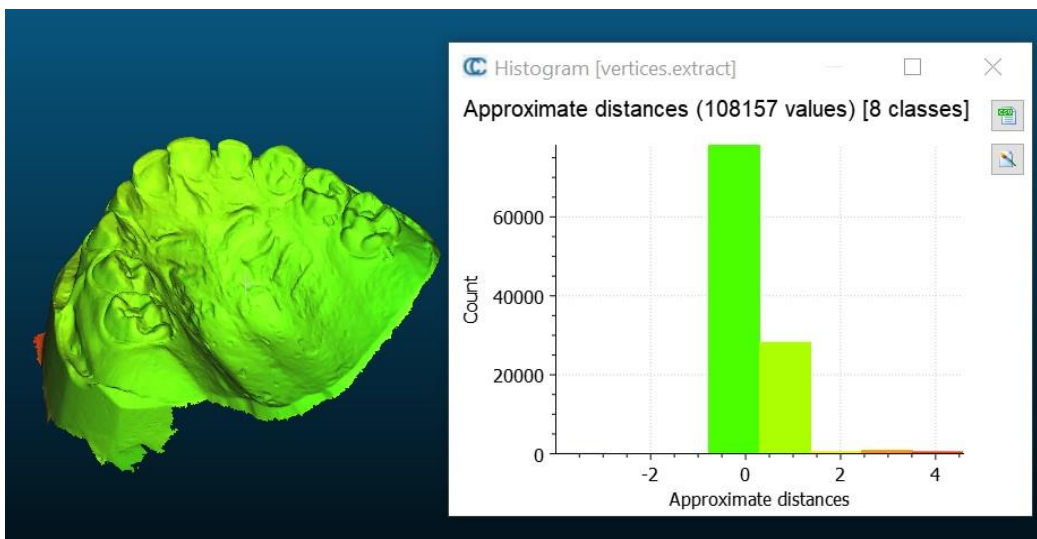 Histogram [vertices.extract]
Approximate distances (108157 values) [8 classes]
CSV
60000
40000
20000
0
Count
-2 0 2 4
Approximate distances